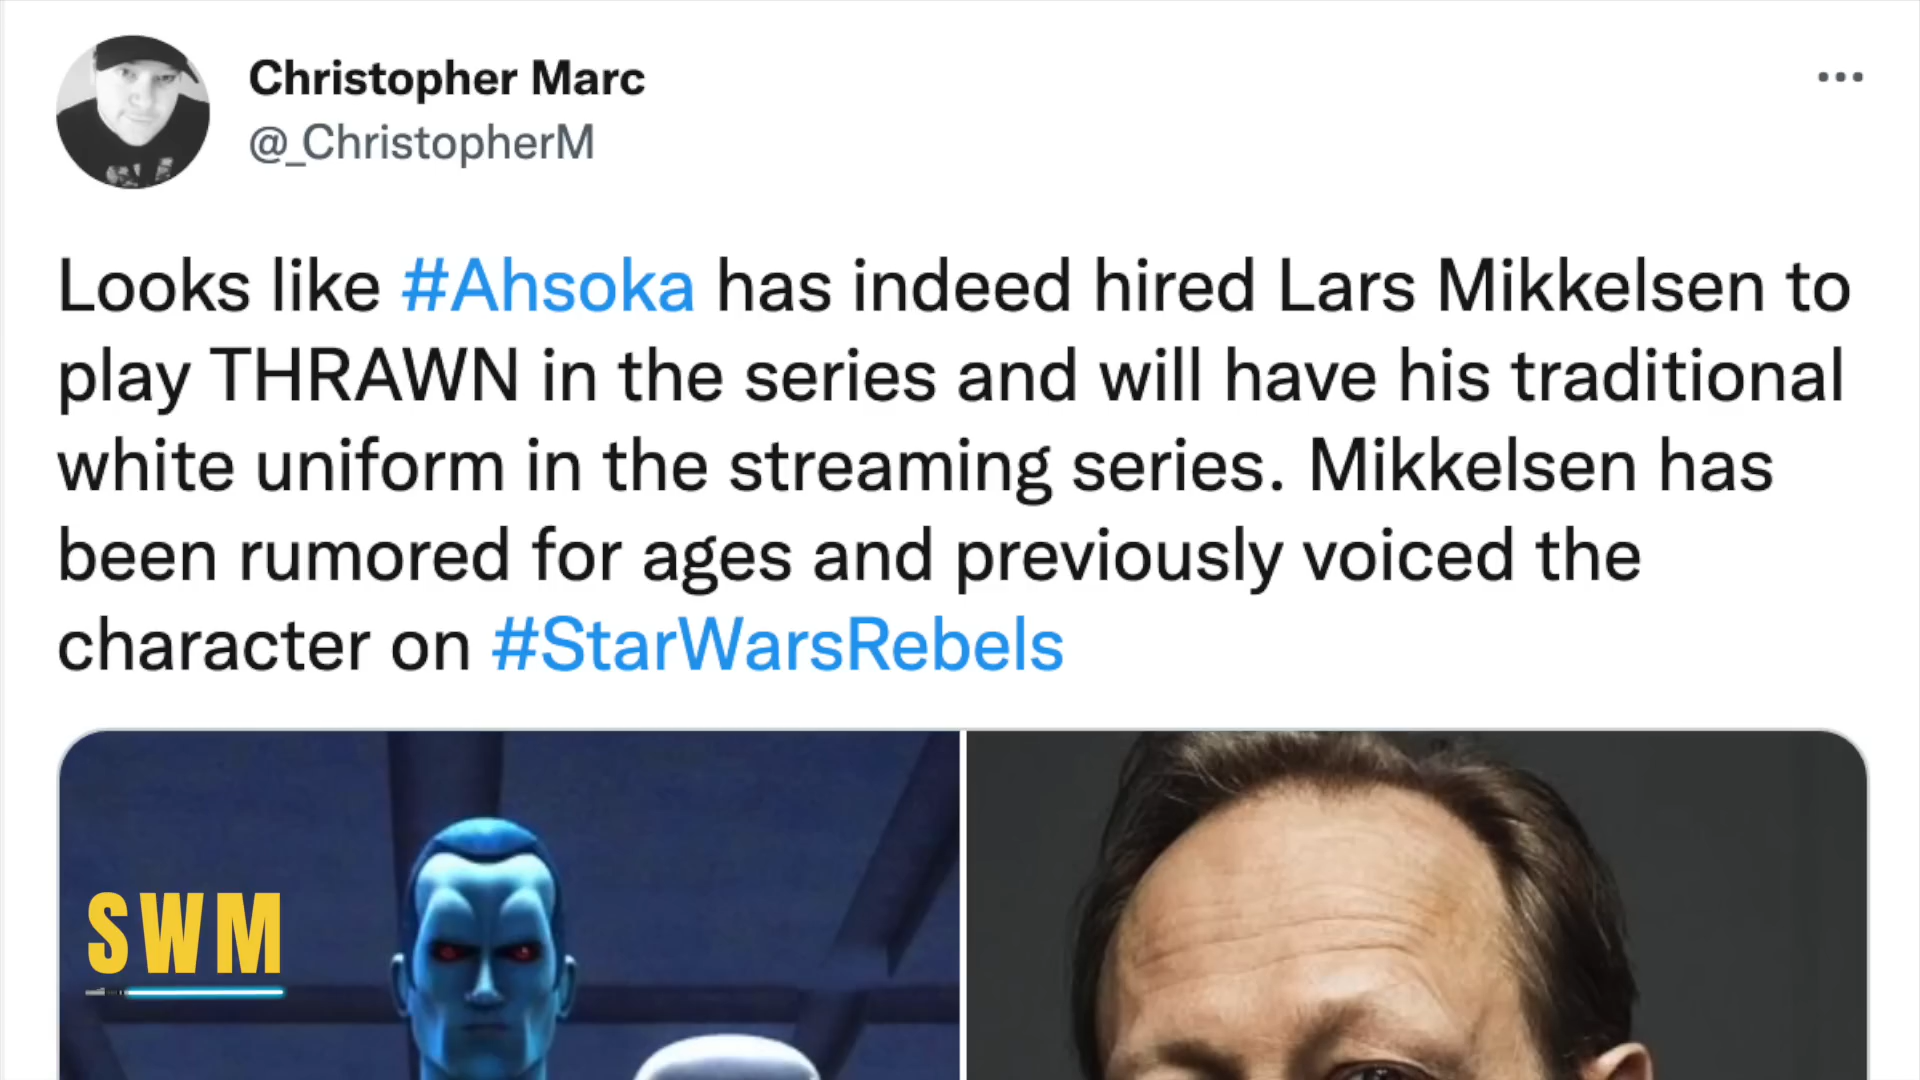 Christopher Marc
@_ChristopherM
Looks like #Ahsoka has indeed hired Lars Mikkelsen to
play THRAWN in the series and will have his traditional
white uniform in the streaming series. Mikkelsen has
been rumored for ages and previously voiced the
character on #StarWarsRebels
SWM